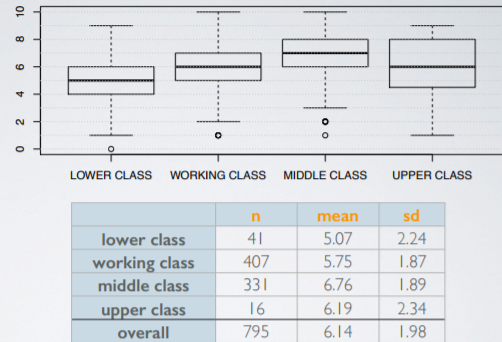 10
8
6
4
2
0
LOWER CLASS WORKING CLASS MIDDLE CLASS UPPER CLASS
n mean sd
lower class 41 5.07 2.24
working class 407 5.75 1.87
middle class 331 6.76 1.89
upper class 16 6.19 2.34
overall 795 6.14 1.98